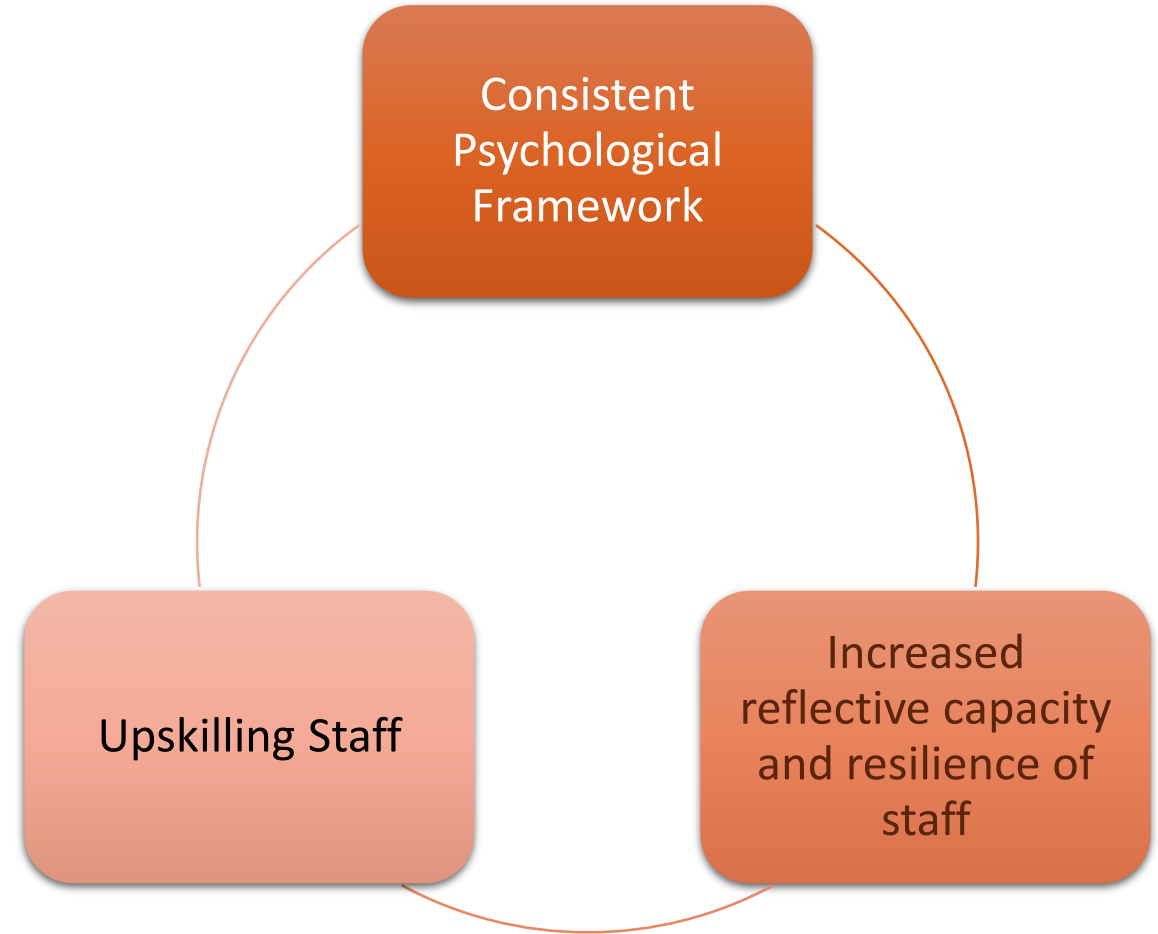 Consistent
Psychological
Framework
Increased
reflective capacity
and resilience of
staff
Upskilling Staff